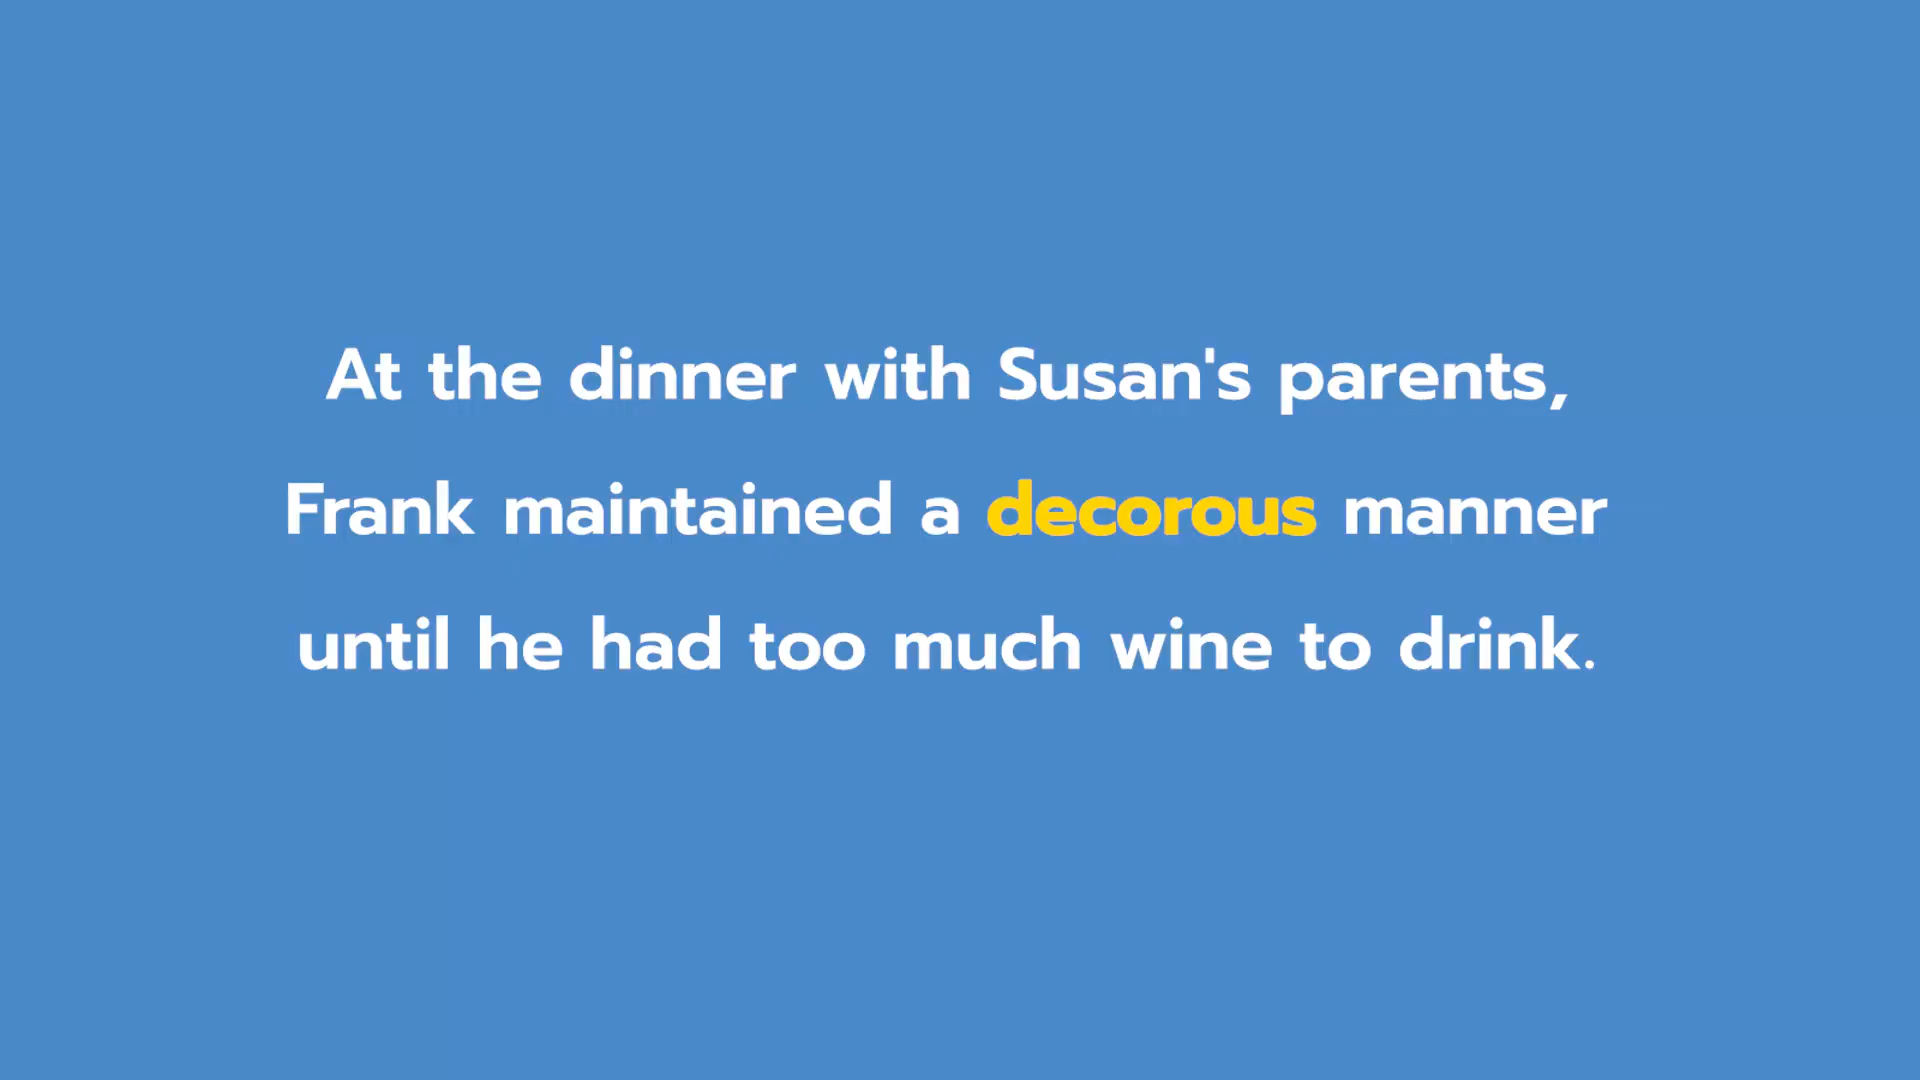 At the dinner with Susan's parents,
Frank maintained a decorous manner
until he had too much wine to drink.